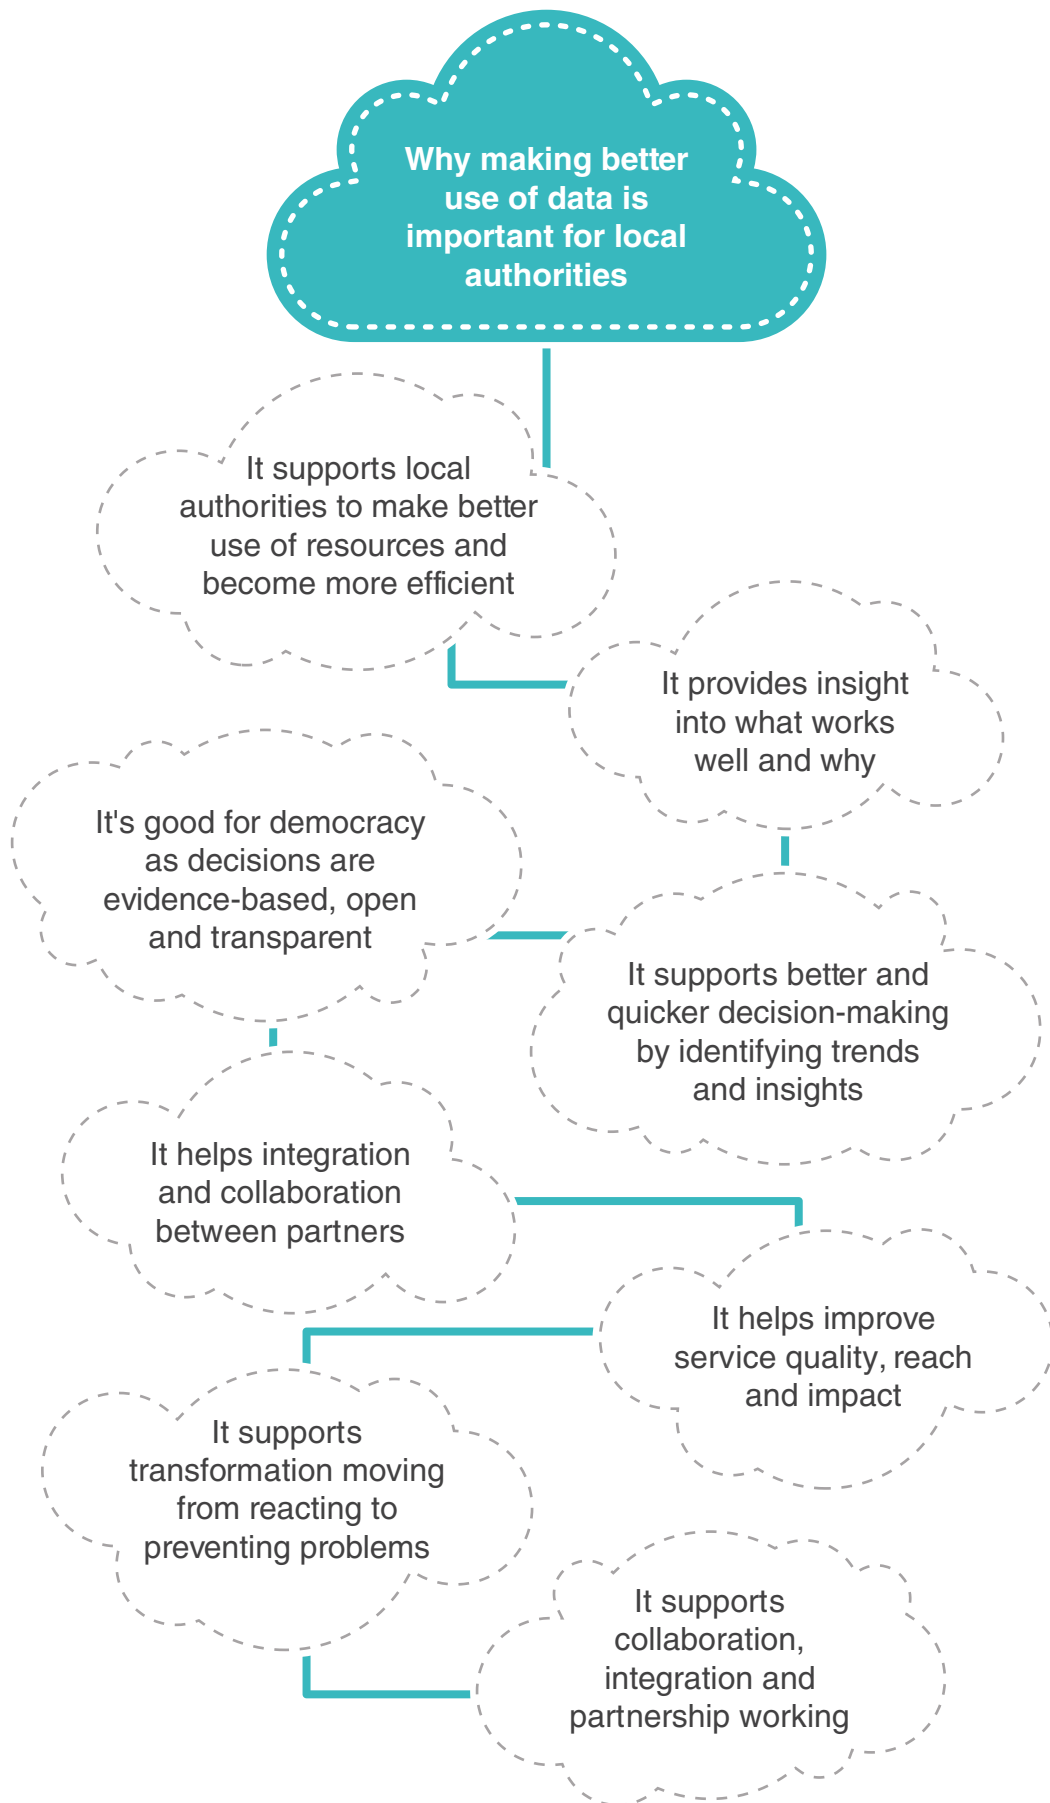 Why making better
use of data is
important for local
authorities
It supports local
authorities to make better
use of resources and
become more efficient
It provides insight
into what works
well and why
It's good for democracy
as decisions are
evidence-based, open
and transparent
It supports better and
quicker decision-making
by identifying trends
and insights
It helps integration
and collaboration
between partners
It helps improve
service quality, reach
and impact
It supports
transformation moving
from reacting to
preventing problems
It supports
collaboration,
integration and
partnership working